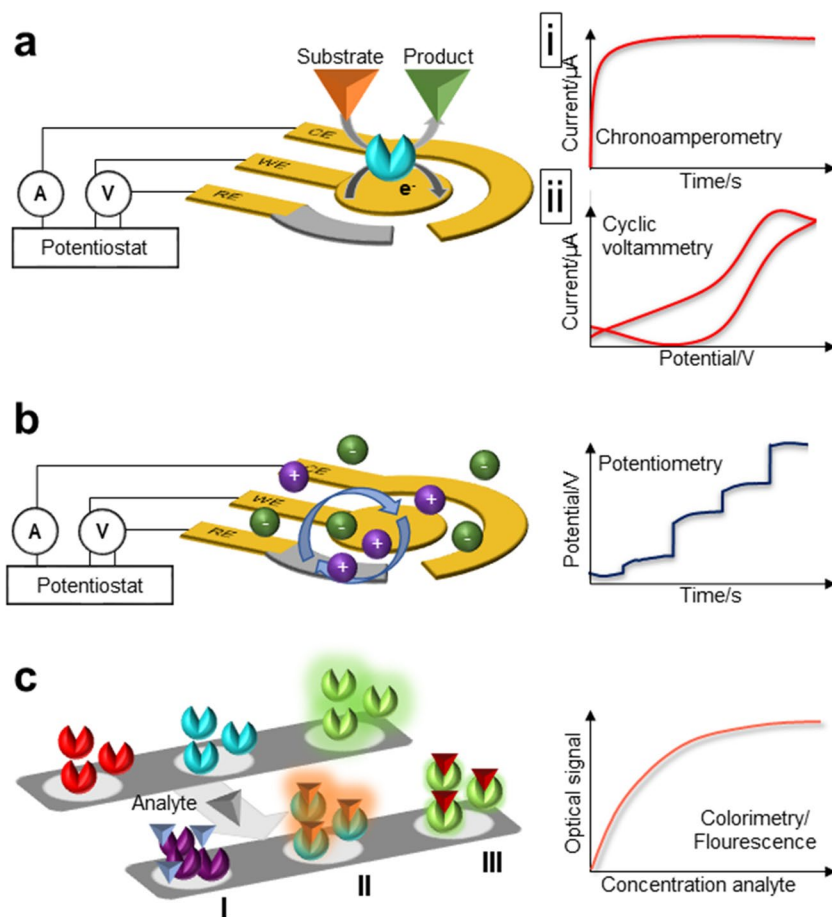 a
Substrate
Product
CE
WE
RE
e-
A
V
Potentiostat
i
Current/µA
Chronoamperometry
Time/s
ii
Current/µA
Cyclic
voltammetry
Potential/V
b
-
-
+
CE
+
WE
-
-
+
-
RE
+
A
V
Potentiostat
Potential/V
Potentiometry
Time/s
c
Analyte
I
II
III
Optical signal
Colorimetry/
Flourescence
Concentration analyte